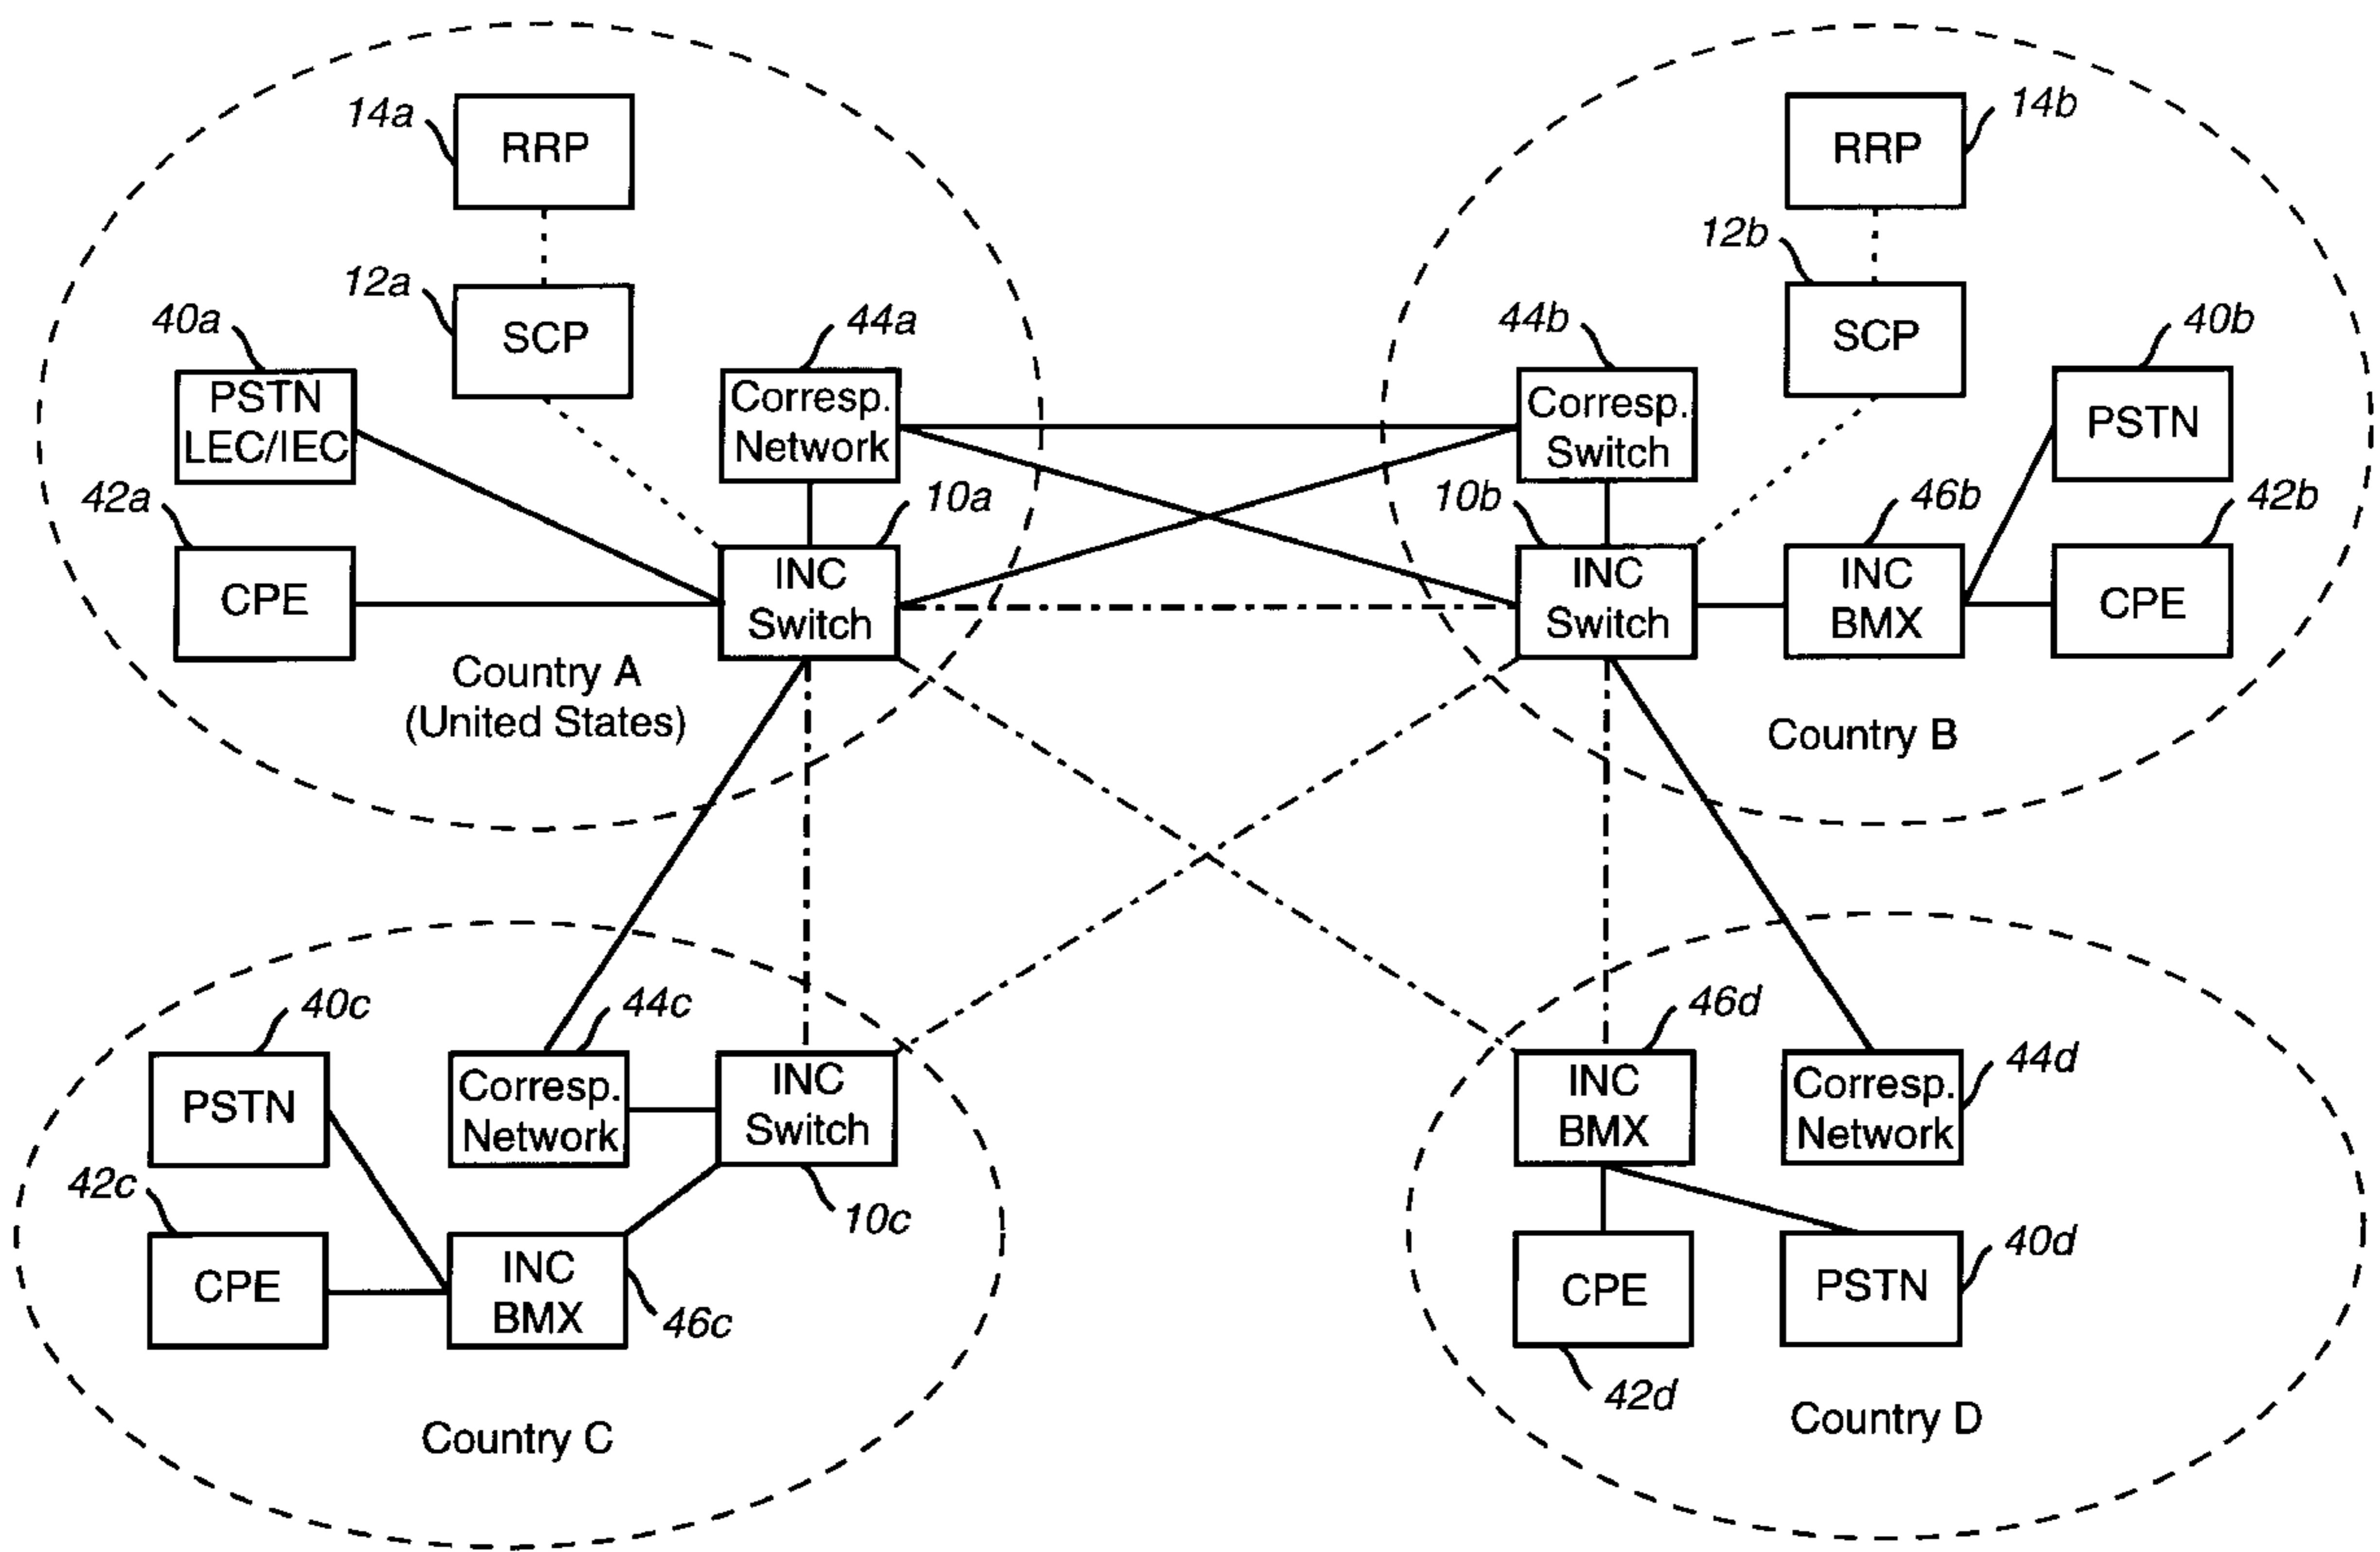 14a
RRP
12a
SCP
40a
PSTN
LEC/IEC
44a
Corresp.
Network
42a
CPE
10a
INC
Switch
Country A
(United States)
14b
RRP
12b
SCP
44b
Corresp.
Switch
40b
PSTN
10b
INC
Switch
46b
INC
BMX
42b
CPE
Country B
40c
PSTN
44c
Corresp.
Network
INC
Switch
10c
42c
CPE
INC
BMX
46c
Country C
46d
INC
BMX
44d
Corresp.
Network
CPE
42d
40d
PSTN
Country D